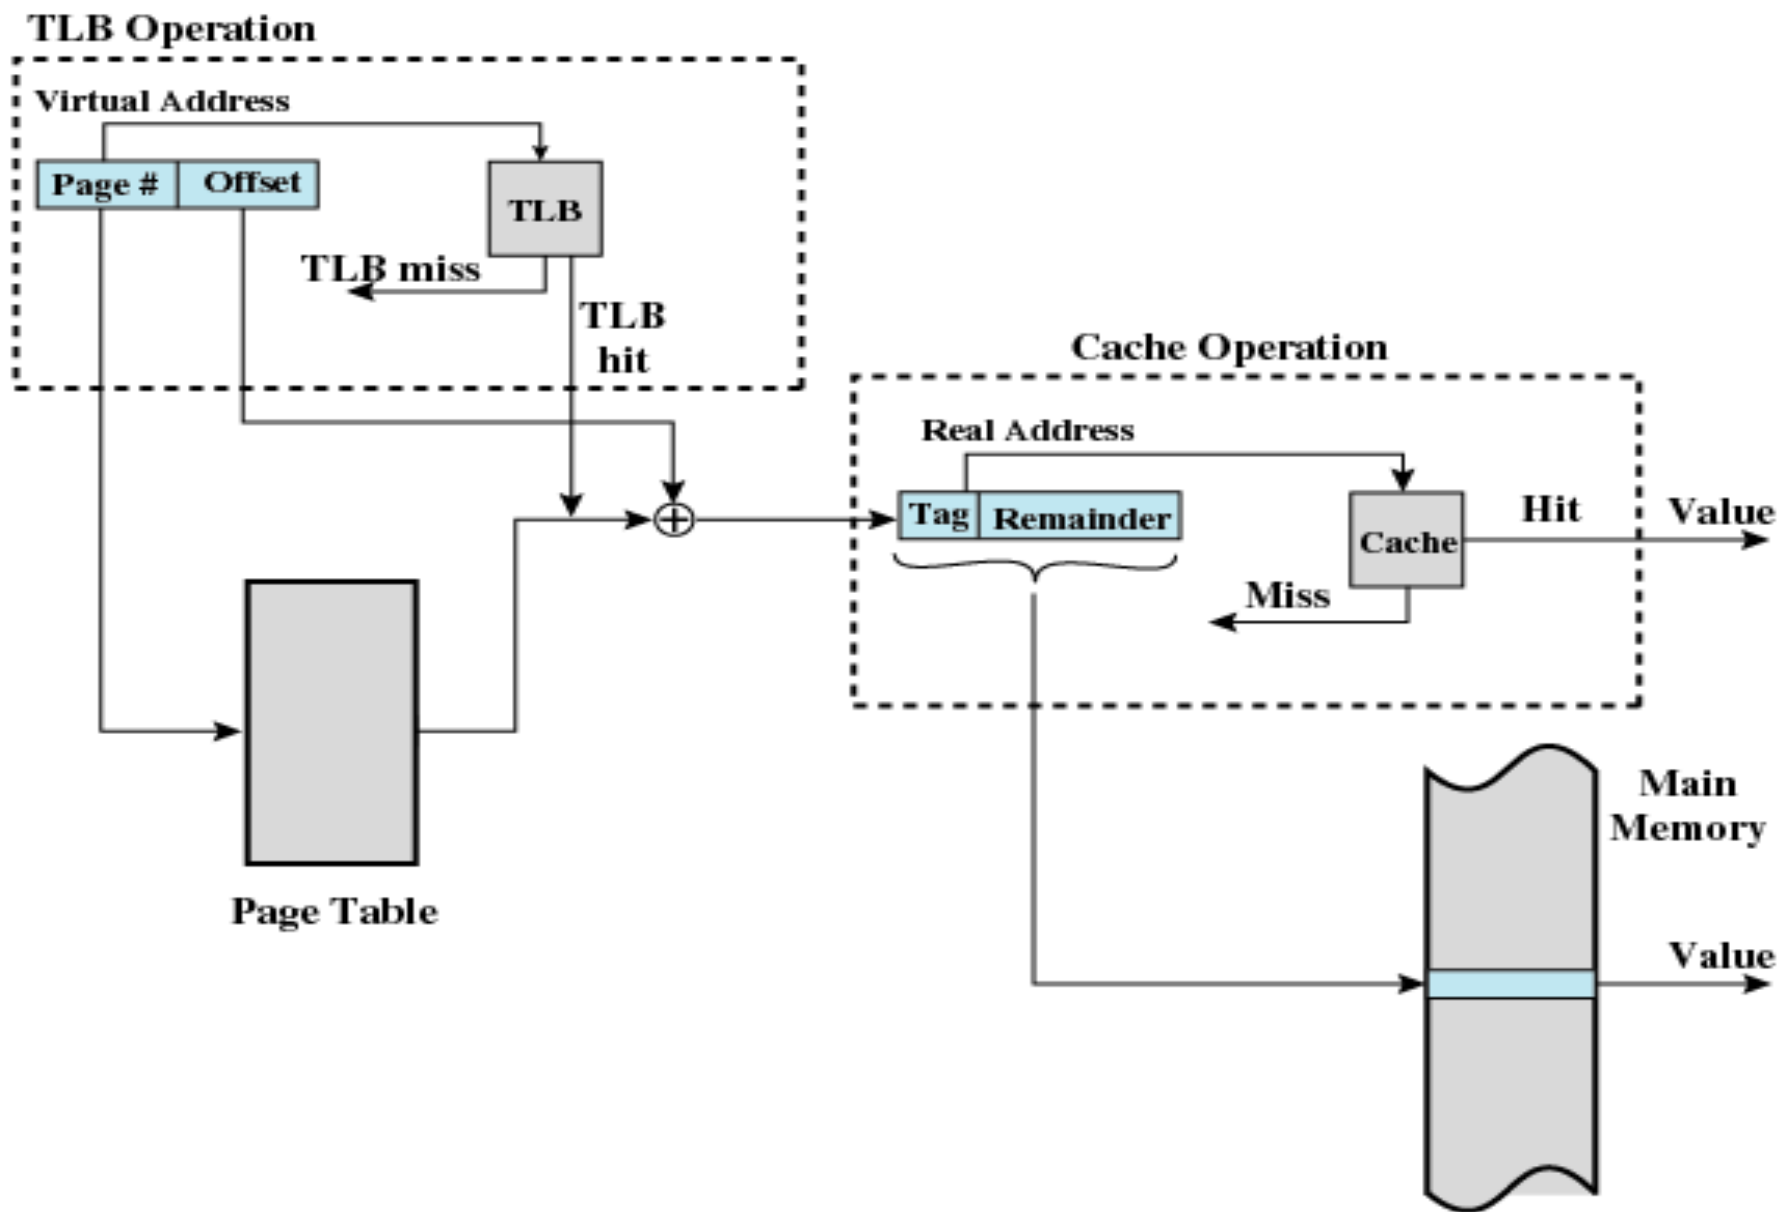 TLB Operation
Virtual Address
Page # Offset
TLB
TLB miss
TLB
hit
Cache Operation
Real Address
Tag Remainder
Cache
Hit
Value
Miss
Page Table
Main
Memory
Value